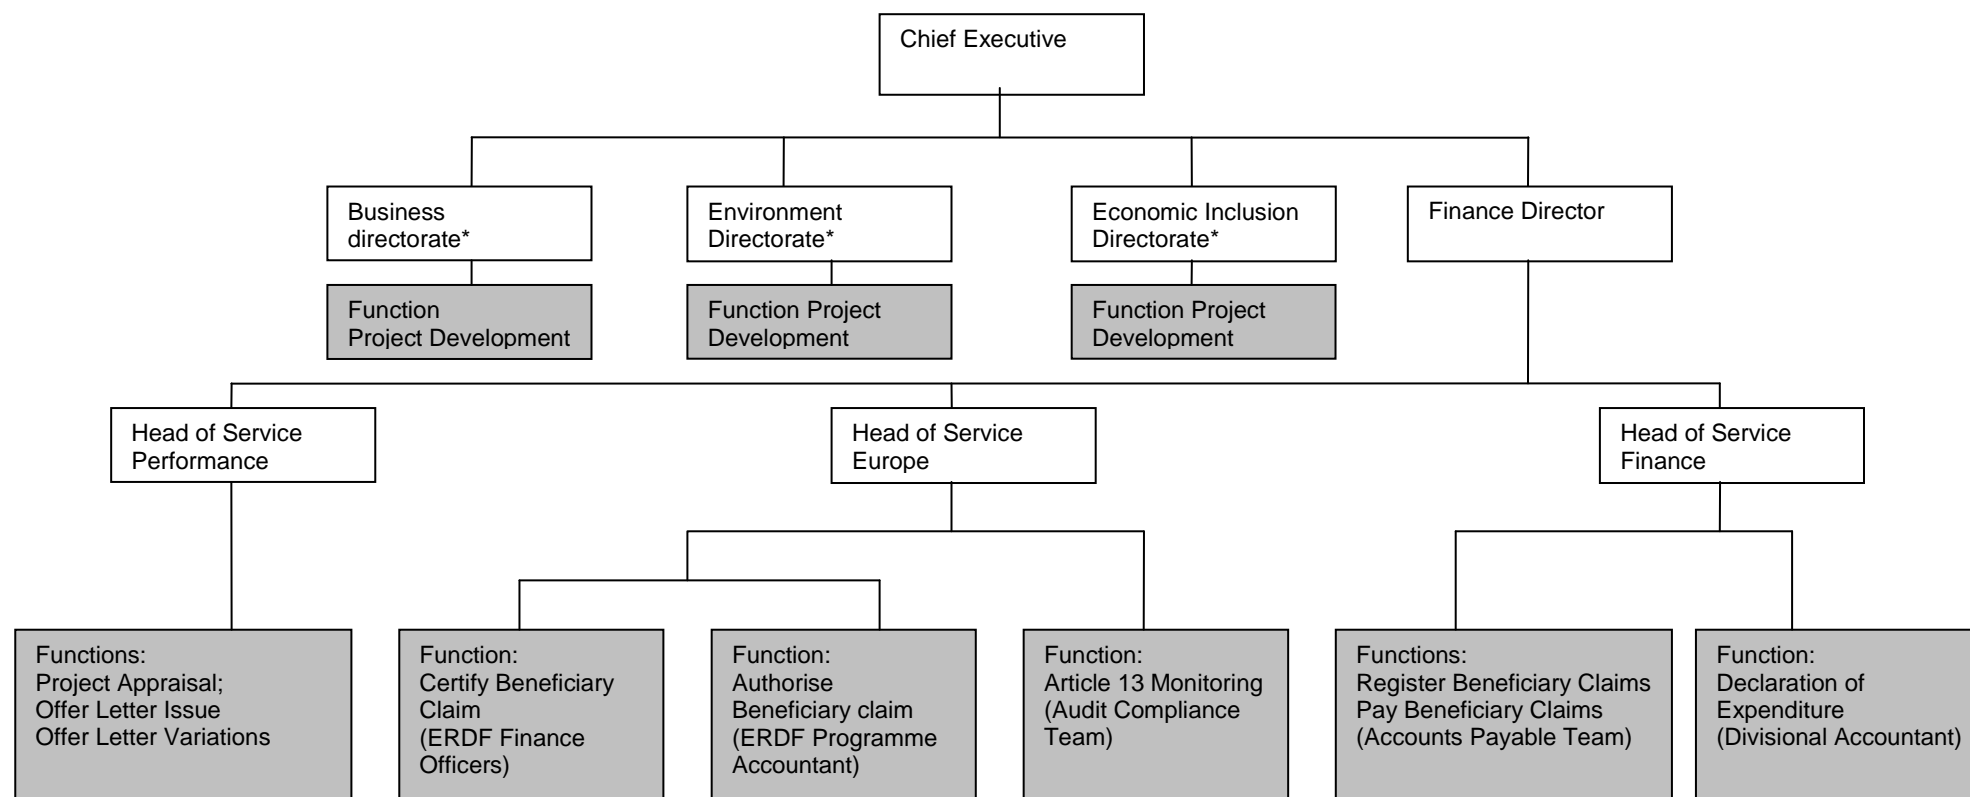 Chief Executive
Business
directorate*
Environment
Directorate*
Economic Inclusion
Directorate*
Finance Director
Function
Project Development
Function Project
Development
Function Project
Development
Head of Service
Performance
Head of Service
Europe
Head of Service
Finance
Functions:
Project Appraisal;
Offer Letter Issue
Offer Letter Variations
Function:
Certify Beneficiary
Claim
(ERDF Finance
Officers)
Function:
Authorise
Beneficiary claim
(ERDF Programme
Accountant)
Function:
Article 13 Monitoring
(Audit Compliance
Team)
Functions:
Register Beneficiary Claims
Pay Beneficiary Claims
(Accounts Payable Team)
Function:
Declaration of
Expenditure
(Divisional Accountant)